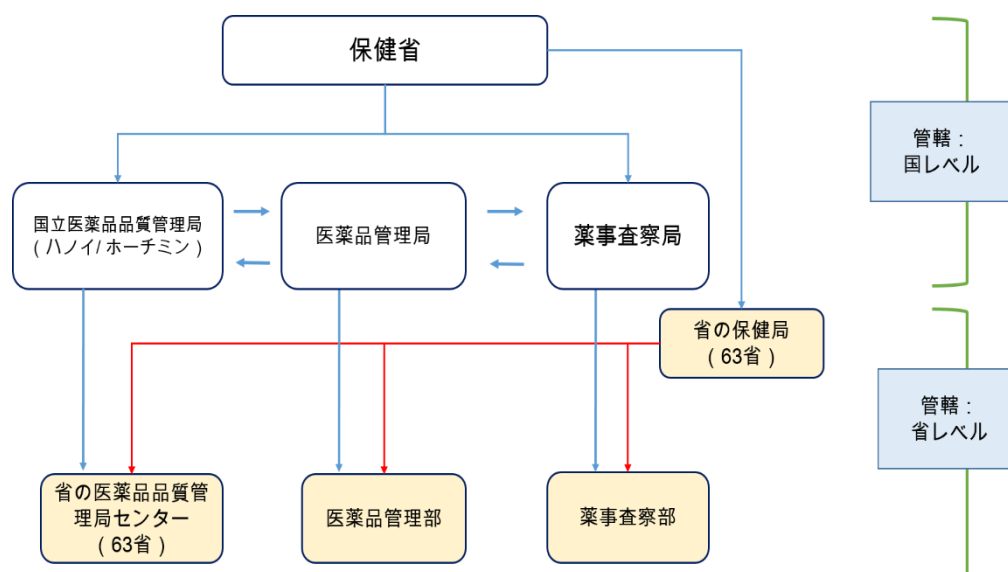 保健省
管轄：
国レベル
国立医薬品品質管理局
（ハノイ/ホーチミン）
医薬品管理局
薬事査察局
省の保健局
（63省）
管轄：
省レベル
省の医薬品品質管
理局センター
（63省）
医薬品管理部
薬事査察部